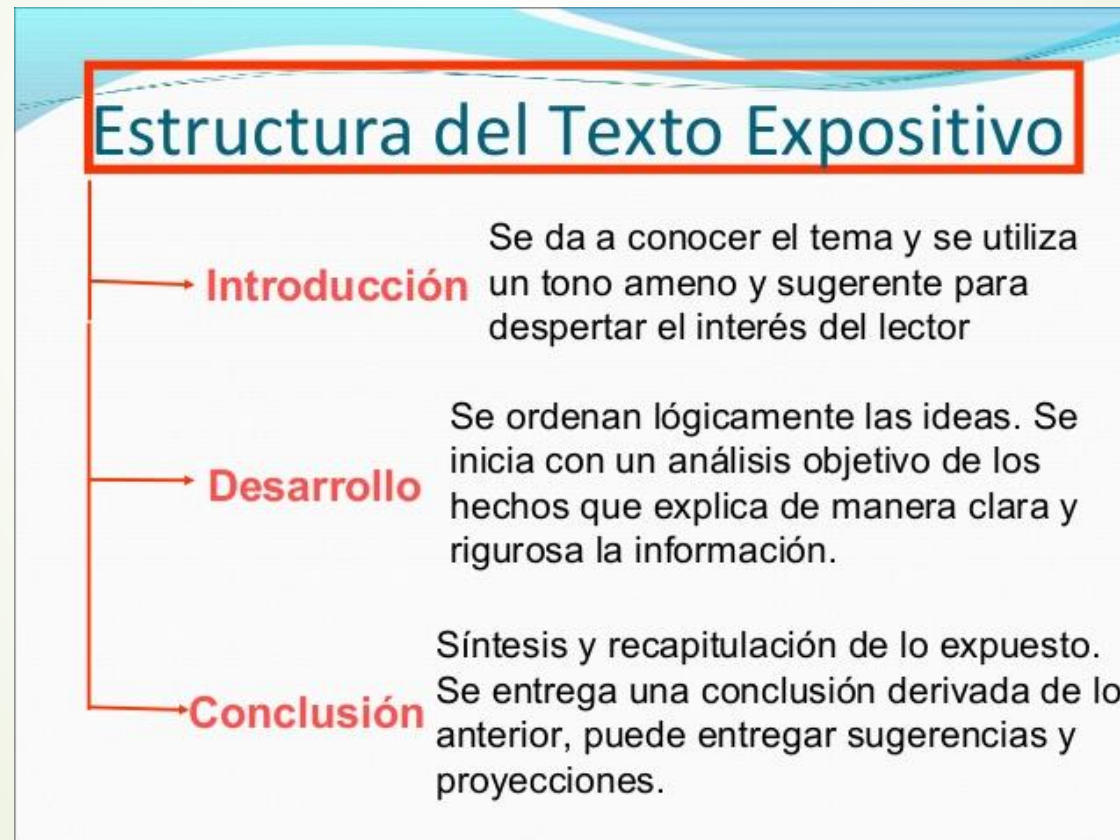 Estructura del Texto Expositivo
Introducción
Se da a conocer el tema y se utiliza
un tono ameno y sugerente para
despertar el interés del lector
Desarrollo
Se ordenan lógicamente las ideas. Se
inicia con un análisis objetivo de los
hechos que explica de manera clara y
rigurosa la información.
Conclusión
Síntesis y recapitulación de lo expuesto.
Se entrega una conclusión derivada de lo
anterior, puede entregar sugerencias y
proyecciones.